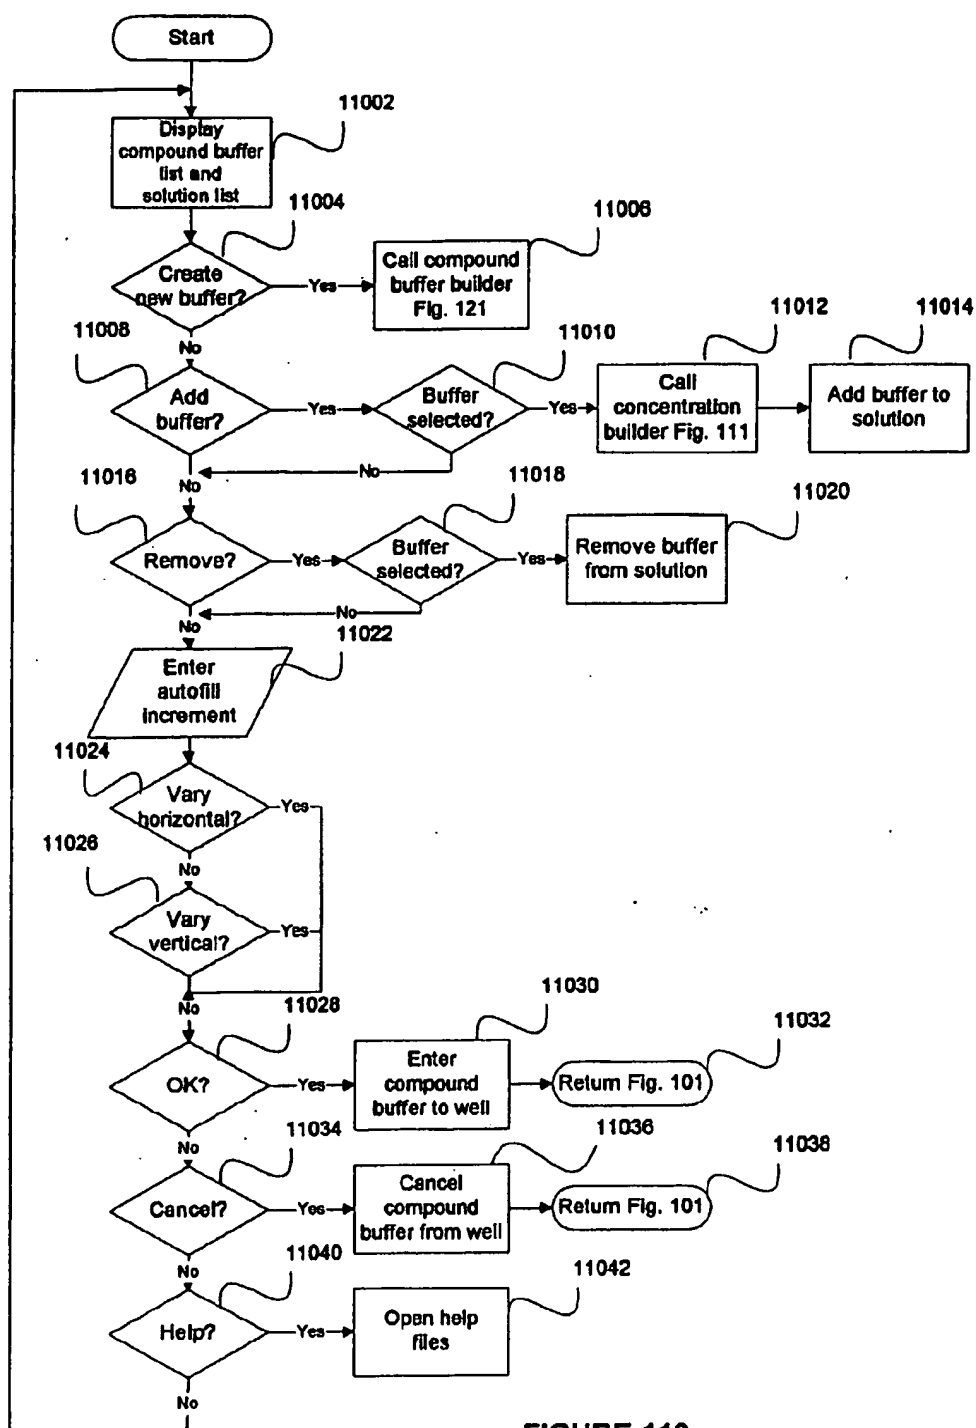 Start
11002
Display
compound buffer
list and
solution list
11004
11006
Create
new buffer?
Yes
Call compound
buffer builder
Fig. 121
No
11008
11010
11012
11014
Add
buffer?
Yes
Buffer
selected?
Yes
Call
concentration
builder Fig. 111
Add buffer to
solution
No
No
11016
11018
11020
Remove?
Yes
Buffer
selected?
Yes
Remove buffer
from solution
No
No
11022
Enter
autofill
increment
11024
Vary
horizontal?
Yes
No
11026
Vary
vertical?
Yes
No
11028
11030
11032
OK?
Yes
Enter
compound
buffer to well
Return Fig. 101
No
11034
11036
11038
Cancel?
Yes
Cancel
compound
buffer from well
Return Fig. 101
No
11040
11042
Help?
Yes
Open help
files
No